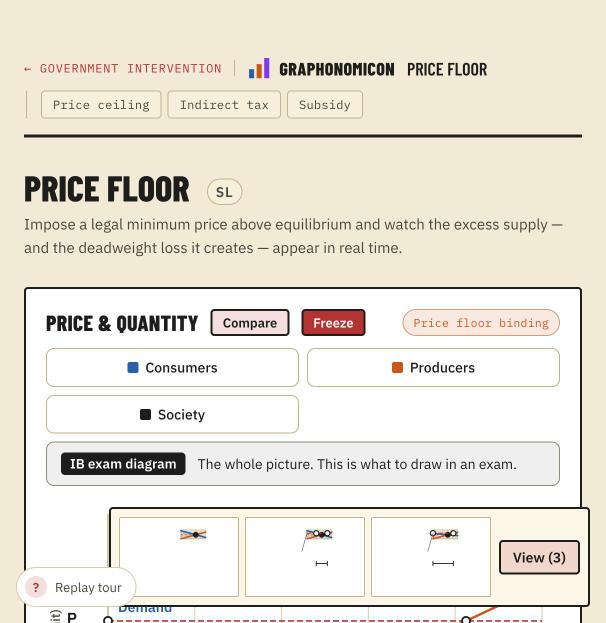 ← GOVERNMENT INTERVENTION GRAPHONOMICON PRICE FLOOR
Price ceiling Indirect tax Subsidy
PRICE FLOOR SL
Impose a legal minimum price above equilibrium and watch the excess supply —
and the deadweight loss it creates — appear in real time.
PRICE & QUANTITY Compare Freeze Price floor binding
Consumers Producers
Society
IB exam diagram The whole picture. This is what to draw in an exam.
View (3)
? Replay tour
Demand
P